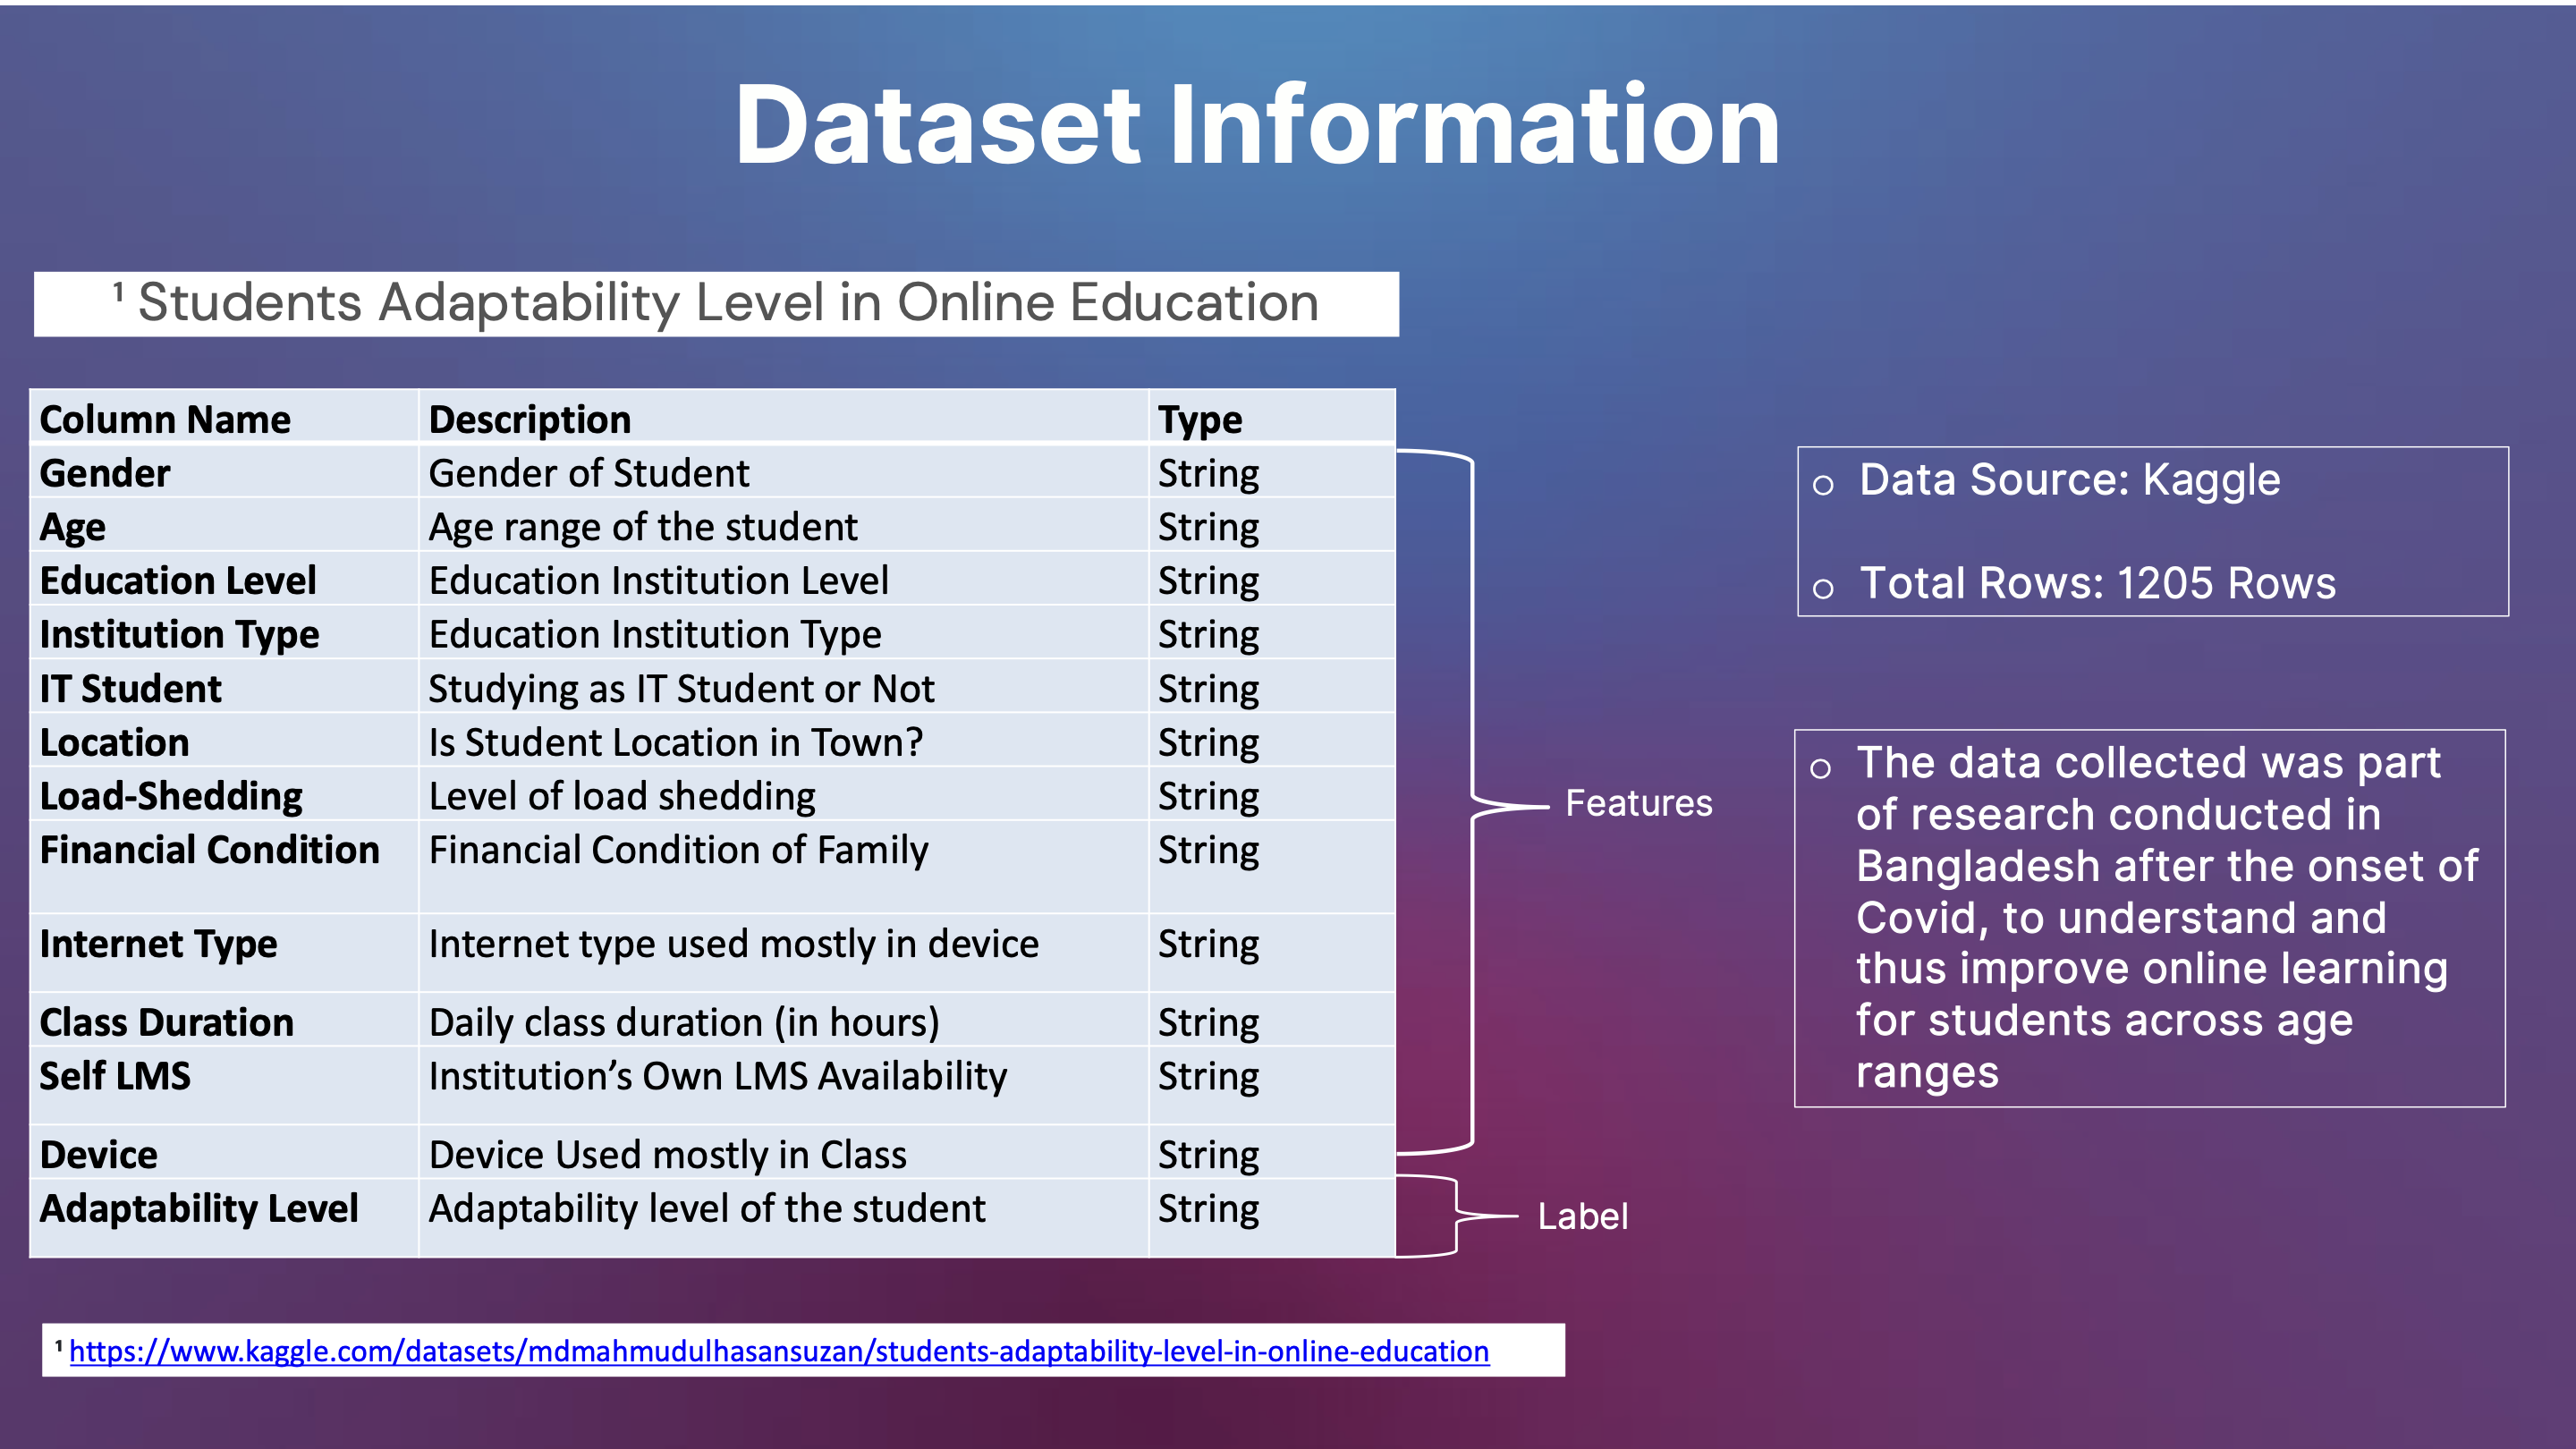 Dataset Information
¹ Students Adaptability Level in Online Education
Column Name Description Type
Gender Gender of Student String
Age Age range of the student String
Education Level Education Institution Level String
Institution Type Education Institution Type String
IT Student Studying as IT Student or Not String
Location Is Student Location in Town? String
Load-Shedding Level of load shedding String
Financial Condition Financial Condition of Family String
Internet Type Internet type used mostly in device String
Class Duration Daily class duration (in hours) String
Self LMS Institution’s Own LMS Availability String
Device Device Used mostly in Class String
Adaptability Level Adaptability level of the student String
Features
Label
○ Data Source: Kaggle
○ Total Rows: 1205 Rows
○ The data collected was part
of research conducted in
Bangladesh after the onset of
Covid, to understand and
thus improve online learning
for students across age
ranges
¹ https://www.kaggle.com/datasets/mdmahmudulhasansuzan/students-adaptability-level-in-online-education